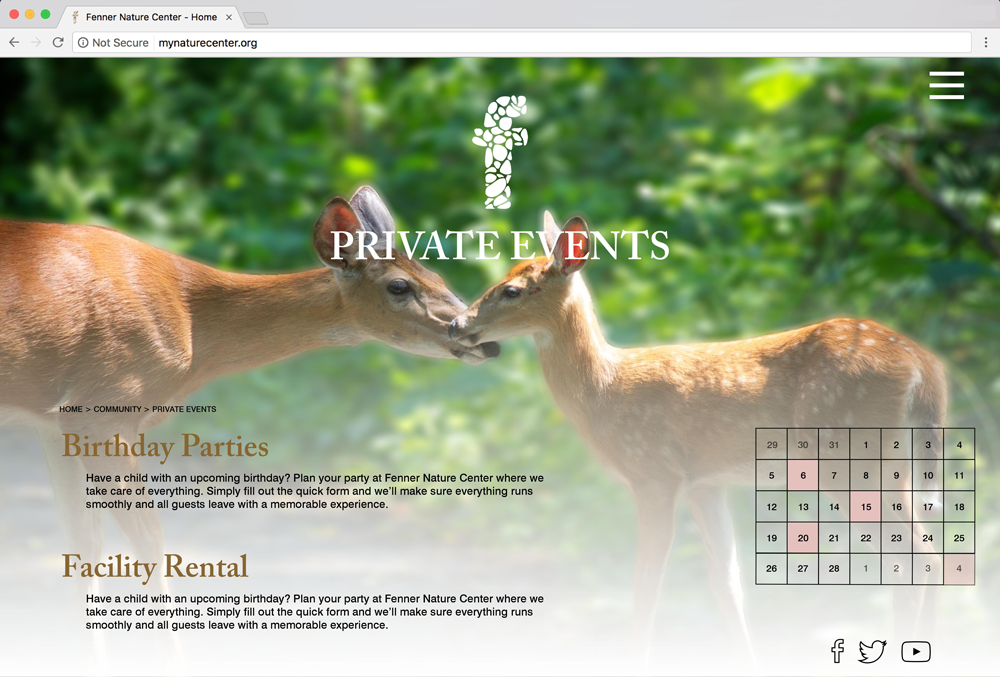 Fenner Nature Center - Home
Not Secure
mynaturecenter.org
f
PRIVATE EVENTS
HOME > COMMUNITY > PRIVATE EVENTS
Birthday Parties
Have a child with an upcoming birthday? Plan your party at Fenner Nature Center where we
take care of everything. Simply fill out the quick form and we'll make sure everything runs
smoothly and all guests leave with a memorable experience.
Facility Rental
Have a child with an upcoming birthday? Plan your party at Fenner Nature Center where we
take care of everything. Simply fill out the quick form and we'll make sure everything runs
smoothly and all guests leave with a memorable experience.
29 30 31 1 2 3 4
5 6 7 8 9 10 11
12 13 14 15 16 17 18
19 20 21 22 23 24 25
26 27 28 1 2 3 4